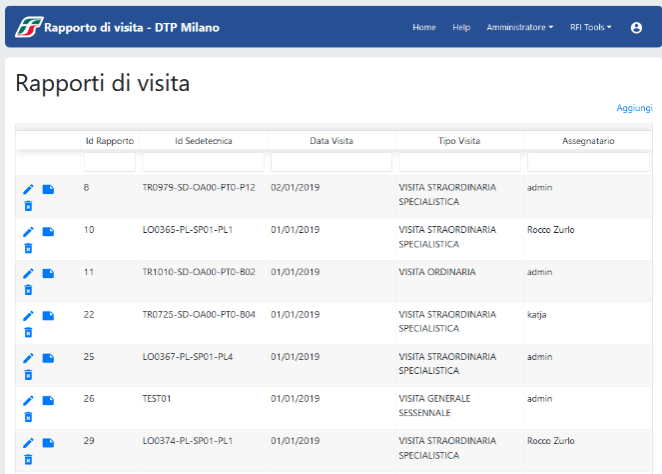 Rapporto di visita - DTP Milano
Home Help Amministratore RFI Tools
Rapporti di visita
Aggiungi
Id Rapporto Id Sedetecnica Data Visita Tipo Visita Assegnatario
8 TR0979-SD-OA00-PT0-P12 02/01/2019 VISITA STRAORDINARIA admin
SPECIALISTICA
10 LO0365-PL-SP01-PL1 01/01/2019 VISITA STRAORDINARIA Rocco Zurlo
SPECIALISTICA
11 TR1010-SD-OA00-PT0-B02 01/01/2019 VISITA ORDINARIA admin
22 TR0725-SD-OA00-PT0-B04 01/01/2019 VISITA STRAORDINARIA katja
SPECIALISTICA
25 LO0367-PL-SP01-PL4 01/01/2019 VISITA STRAORDINARIA admin
SPECIALISTICA
26 TEST01 01/01/2019 VISITA GENERALE admin
SESSENNALE
29 LO0374-PL-SP01-PL1 01/01/2019 VISITA STRAORDINARIA Rocco Zurlo
SPECIALISTICA